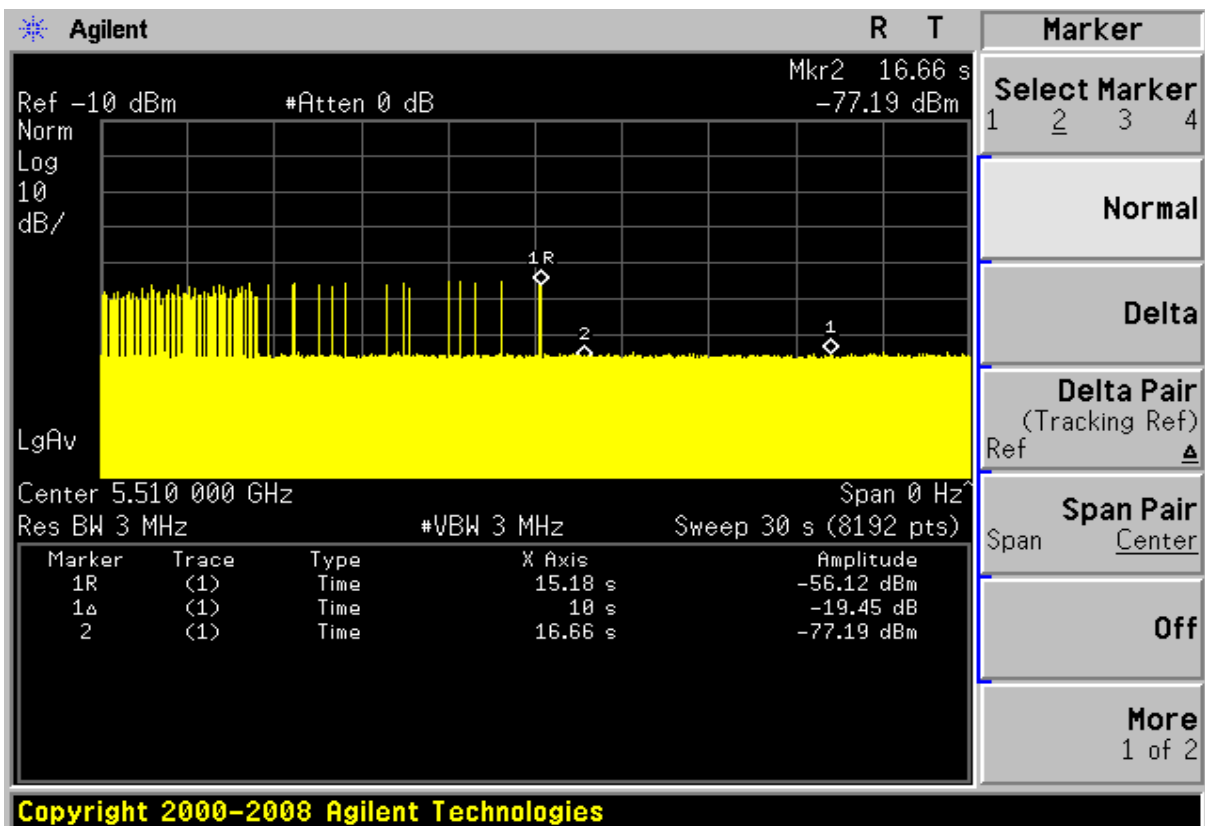 Agilent R T
Mkr2 16.66 s
Ref -10 dBm #Atten 0 dB -77.19 dBm
Norm
Log
10
dB/
1R
2
1
LgAv
Center 5.510 000 GHz Span 0 Hz^
Res BW 3 MHz #VBW 3 MHz Sweep 30 s (8192 pts)
Marker Trace Type X Axis Amplitude
1R (1) Time 15.18 s -56.12 dBm
1Δ (1) Time 10 s -19.45 dB
2 (1) Time 16.66 s -77.19 dBm
Copyright 2000-2008 Agilent Technologies
Marker
Select Marker
1 2 3 4
Normal
Delta
Delta Pair
(Tracking Ref)
Ref Δ
Span Pair
Span Center
Off
More
1 of 2